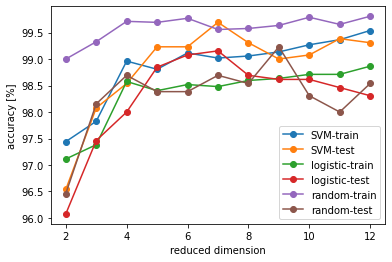 99.5
99.0
98.5
98.0
97.5
97.0
96.5
96.0
accuracy [%]
2
4
6
8
10
12
reduced dimension
SVM-train
SVM-test
logistic-train
logistic-test
random-train
random-test